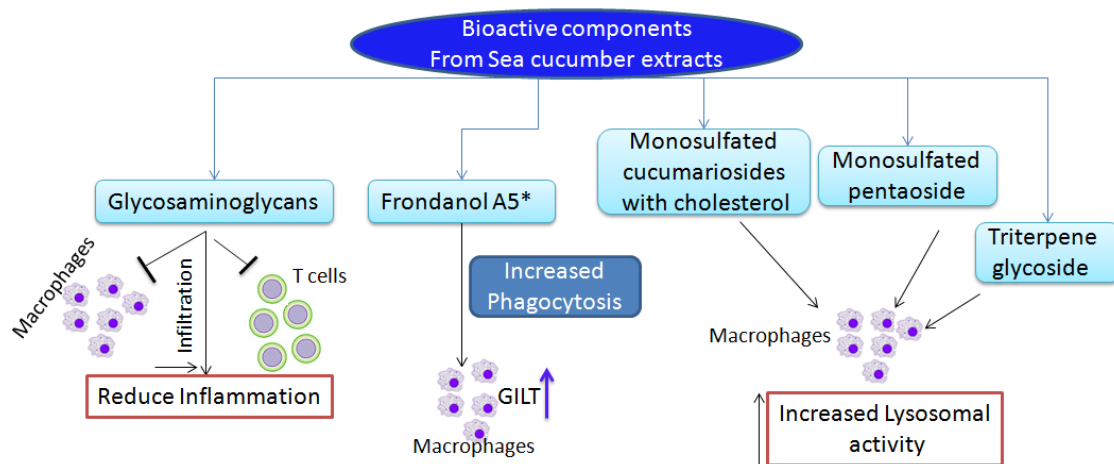 Bioactive components
From Sea cucumber extracts
Glycosaminoglycans
Frondanol A5*
Monosulfated
cucumariosides
with cholesterol
Monosulfated
pentaoside
Triterpene
glycoside
Macrophages
Infiltration
T cells
Reduce Inflammation
Increased
Phagocytosis
GILT
Macrophages
Macrophages
Increased Lysosomal
activity